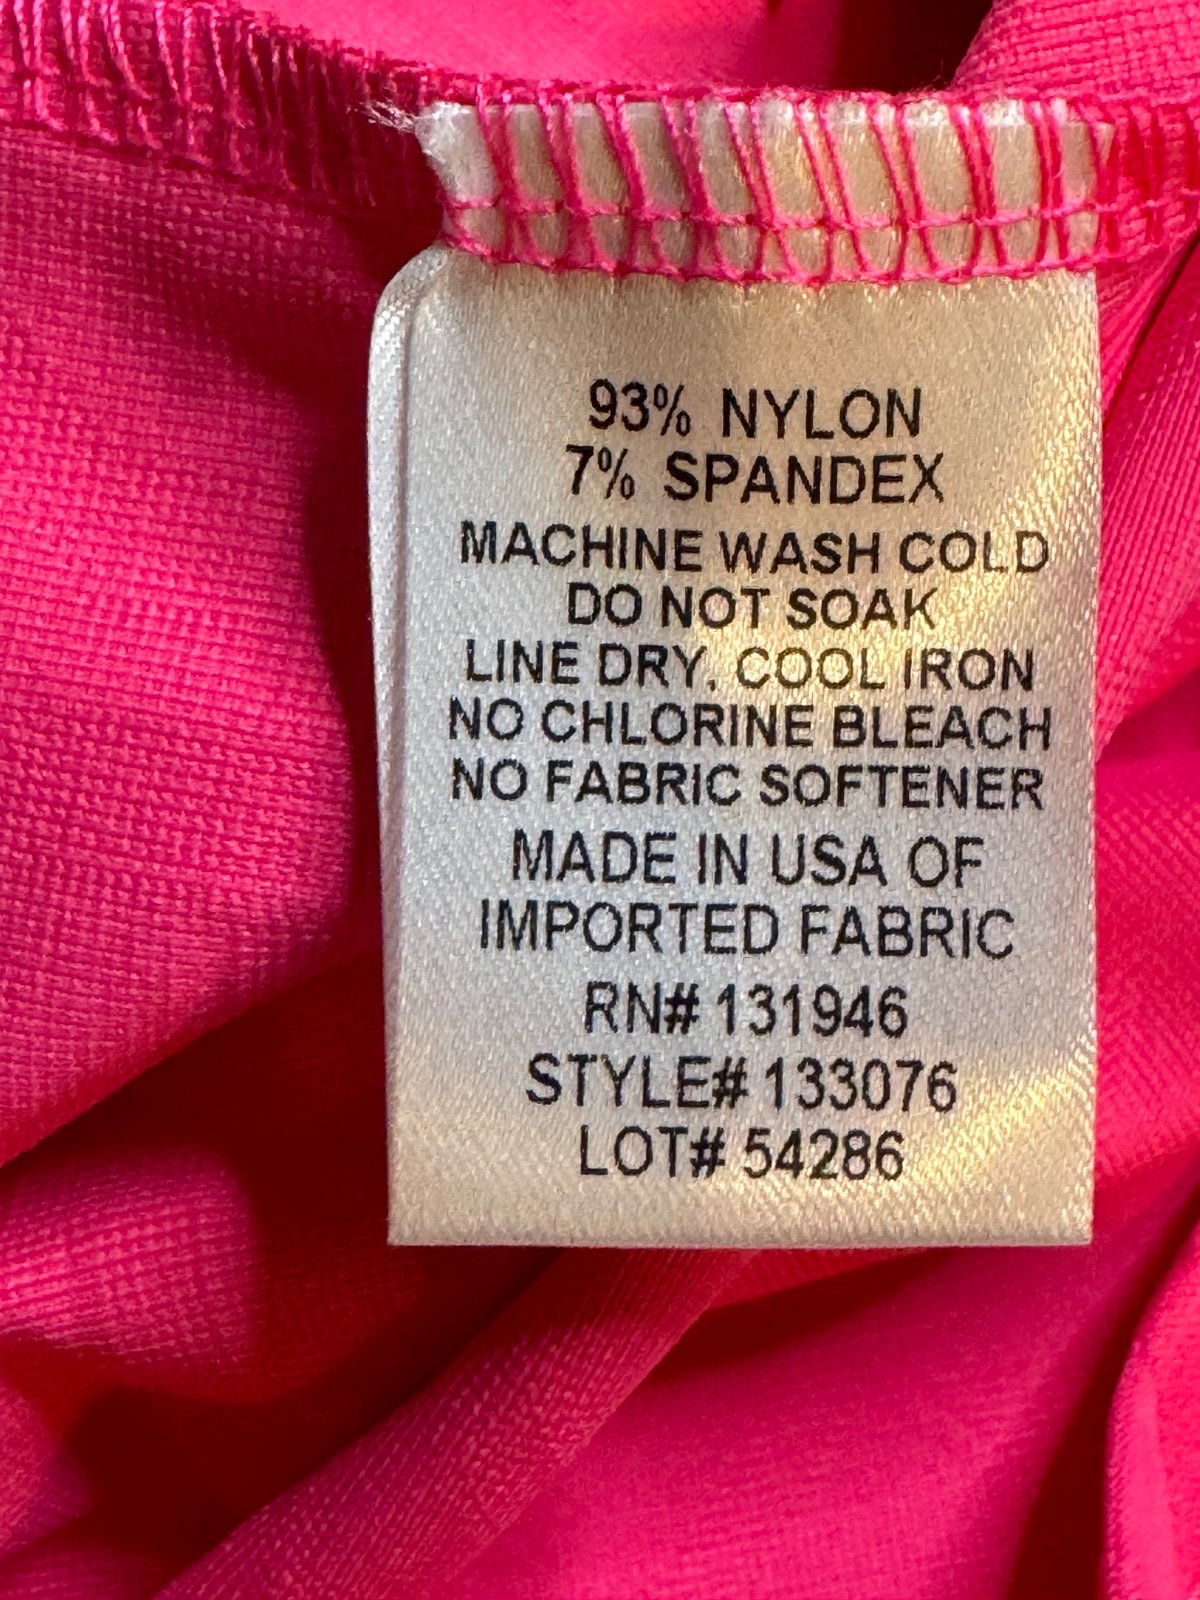 93% NYLON
7% SPANDEX
MACHINE WASH COLD
DO NOT SOAK
LINE DRY, COOL IRON
NO CHLORINE BLEACH
NO FABRIC SOFTENER
MADE IN USA OF
IMPORTED FABRIC
RN# 131946
STYLE# 133076
LOT# 54286